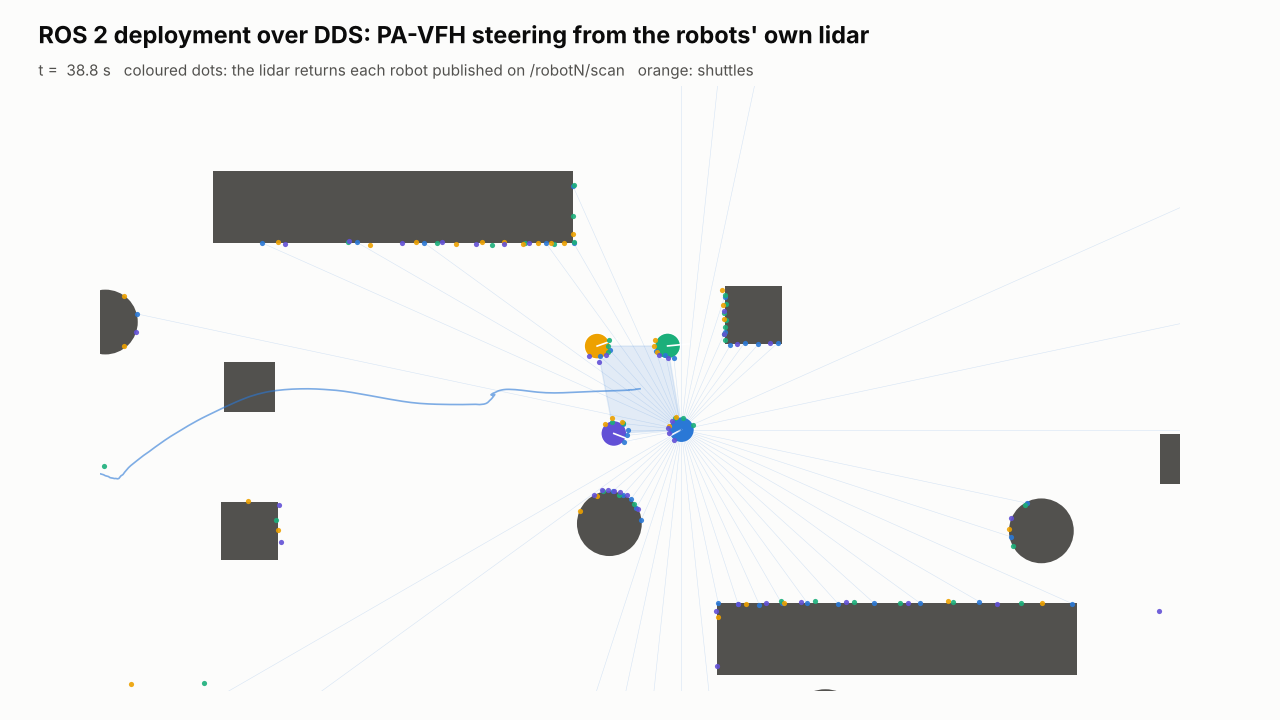 ROS 2 deployment over DDS: PA-VFH steering from the robots' own lidar
t =  38.8 s   coloured dots: the lidar returns each robot published on /robotN/scan   orange: shuttles